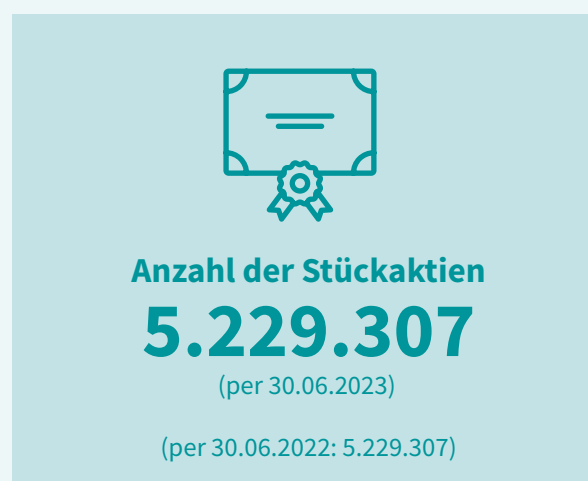 Anzahl der Stückaktien
5.229.307
(per 30.06.2023)
(per 30.06.2022: 5.229.307)